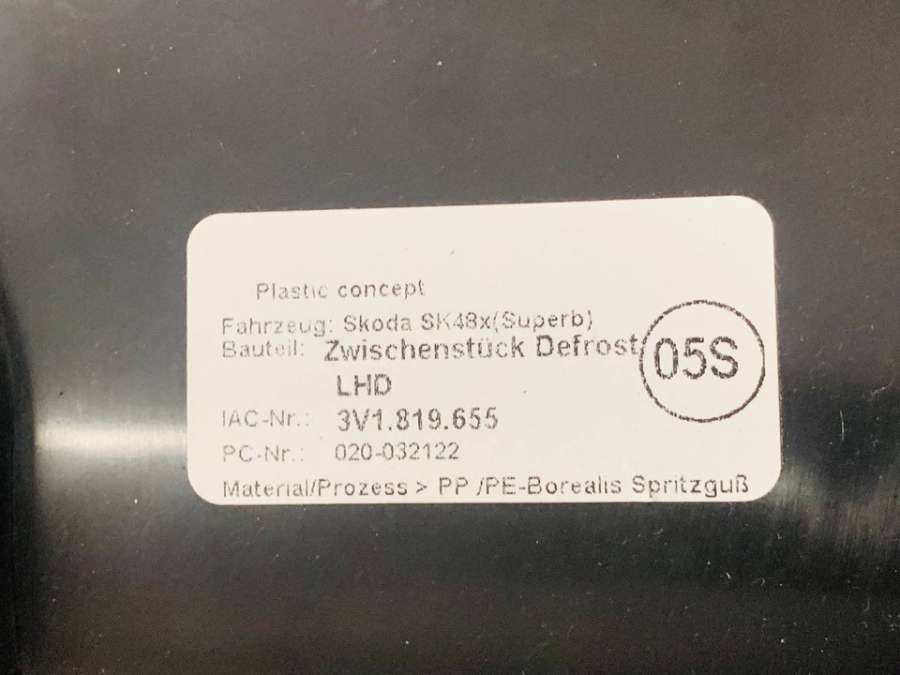 Plastic concept
Fahrzeug: Skoda SK48x(Superb)
Bauteil: Zwischenstück Defrost
LHD
05S
IAC-Nr.: 3V1.819.655
PC-Nr.: 020-032122
Material/Prozess > PP /PE-Borealis Spritzguß